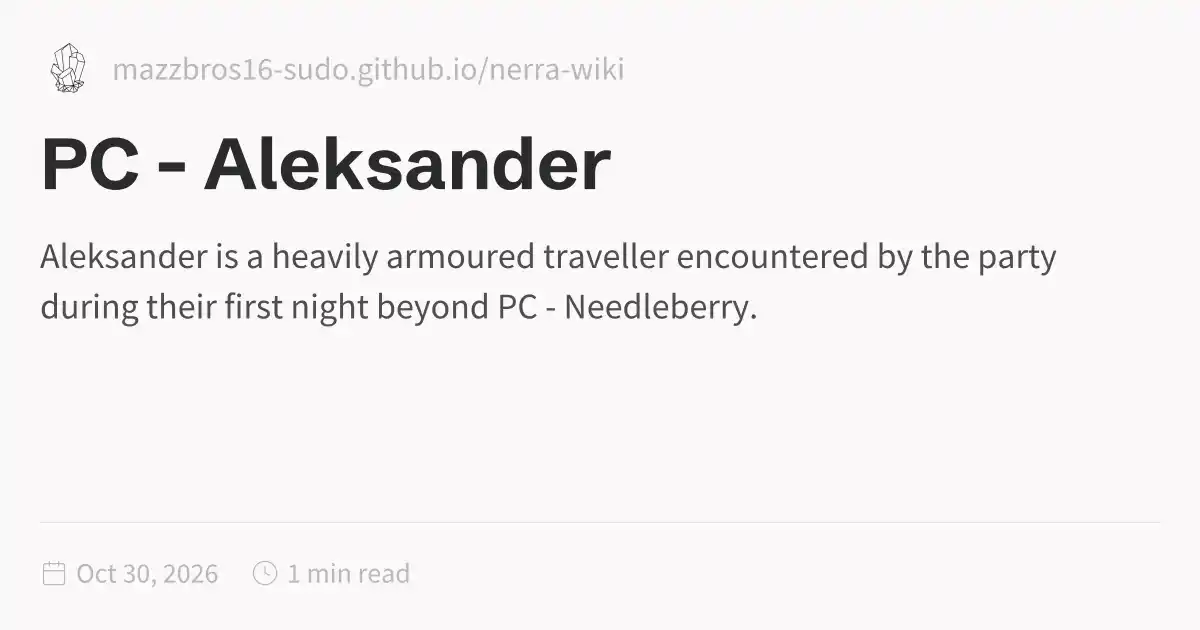 mazzbros16-sudo.github.io/nerra-wiki
PC - Aleksander
Aleksander is a heavily armoured traveller encountered by the party
during their first night beyond PC - Needleberry.
Oct 30, 2026 1 min read